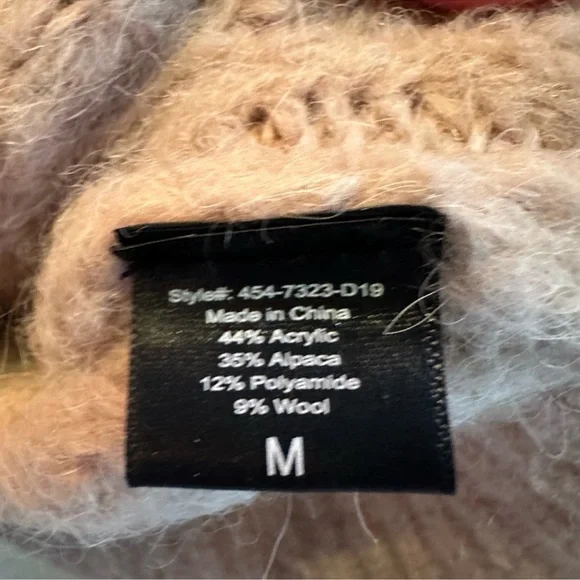 Style#: 454-7323-D19
Made in China
44% Acrylic
35% Alpaca
12% Polyamide
9% Wool
M